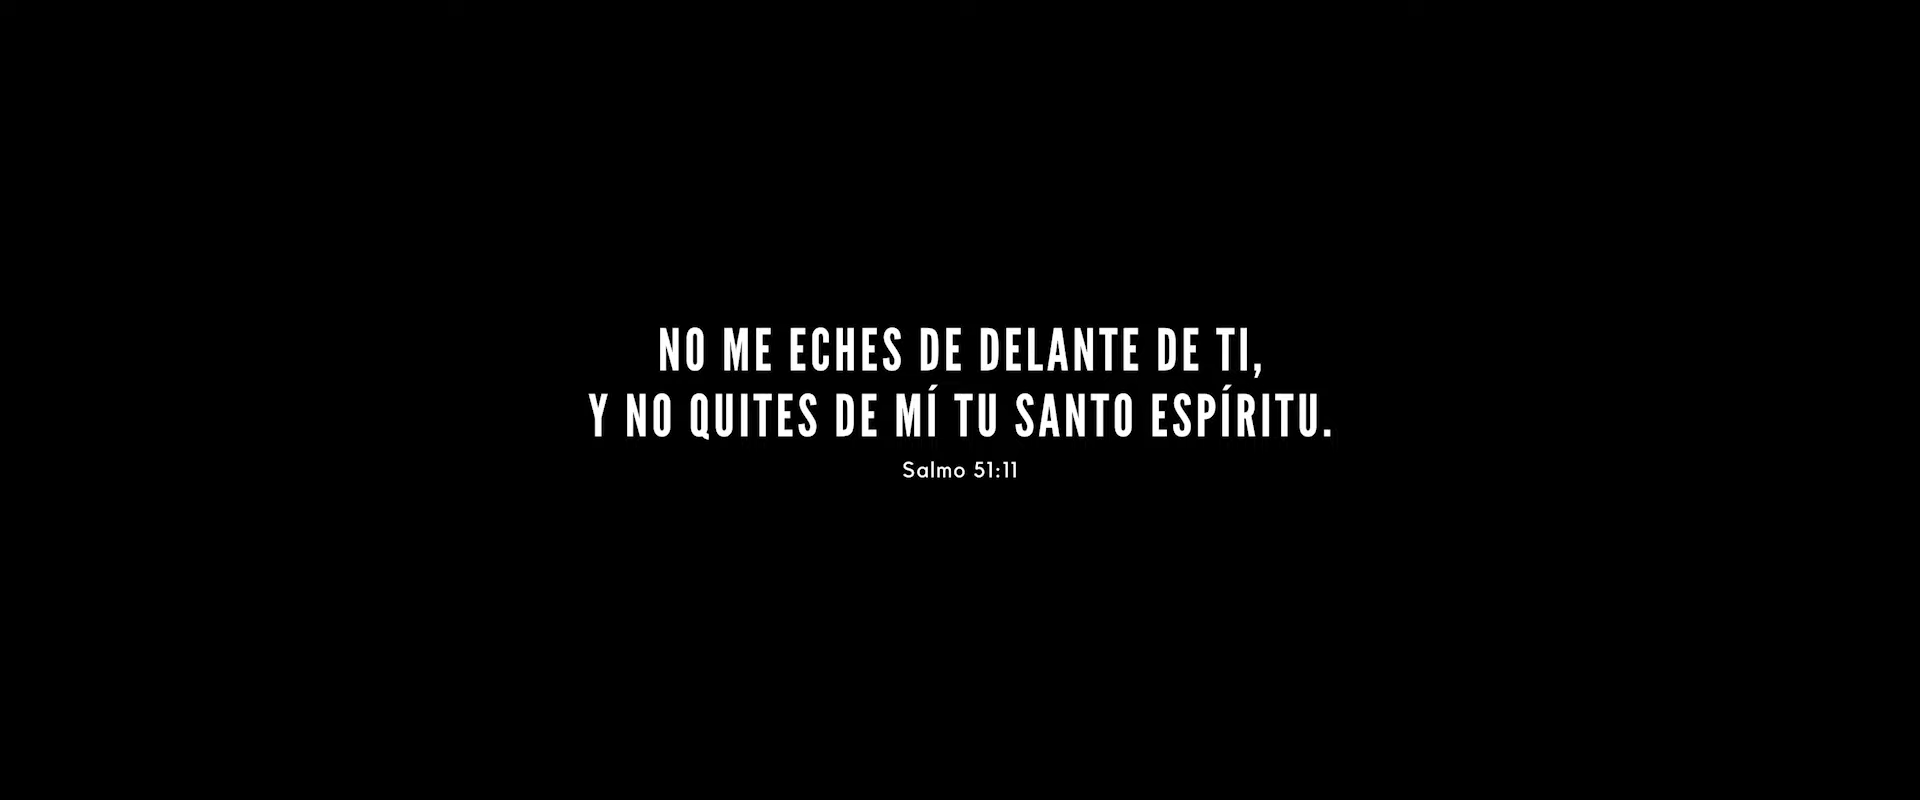 NO ME ECHES DE DELANTE DE TI,
Y NO QUITES DE MÍ TU SANTO ESPÍRITU.
Salmo 51:11